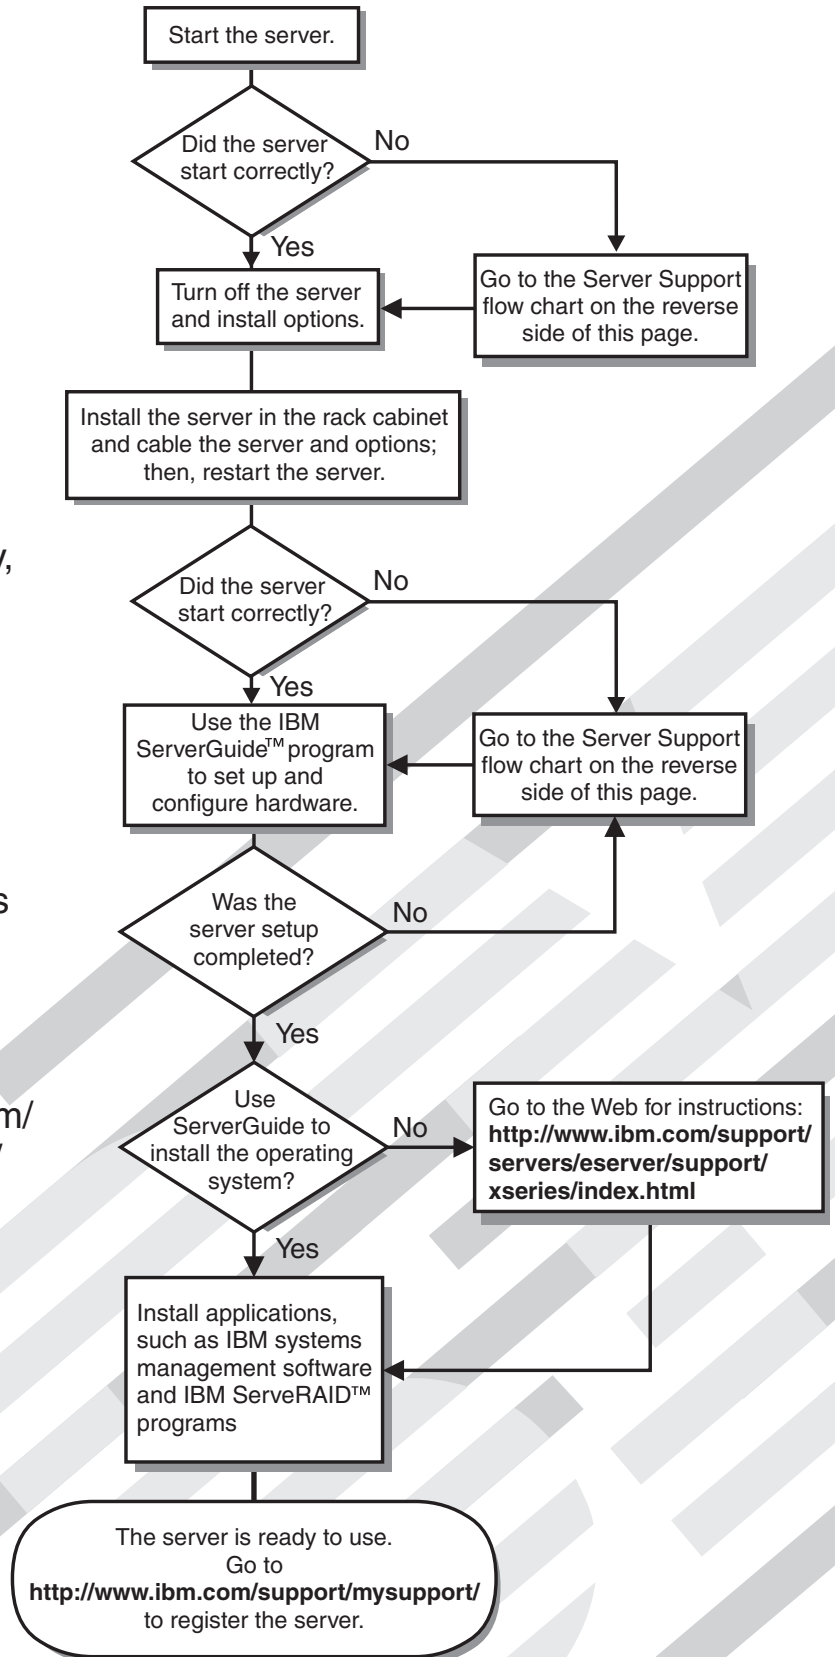 Start the server.
Did the server
start correctly?
No
Yes
Turn off the server
and install options.
Go to the Server Support
flow chart on the reverse
side of this page.
Install the server in the rack cabinet
and cable the server and options;
then, restart the server.
y,
Did the server
start correctly?
No
Yes
Use the IBM
ServerGuide™ program
to set up and
configure hardware.
Go to the Server Support
flow chart on the reverse
side of this page.
s
Was the
server setup
completed?
No
Yes
m/
Use
ServerGuide to
install the operating
system?
No
Go to the Web for instructions:
http://www.ibm.com/support/
servers/eserver/support/
xseries/index.html
Yes
Install applications,
such as IBM systems
management software
and IBM ServeRAID™
programs
The server is ready to use.
Go to
http://www.ibm.com/support/mysupport/
to register the server.